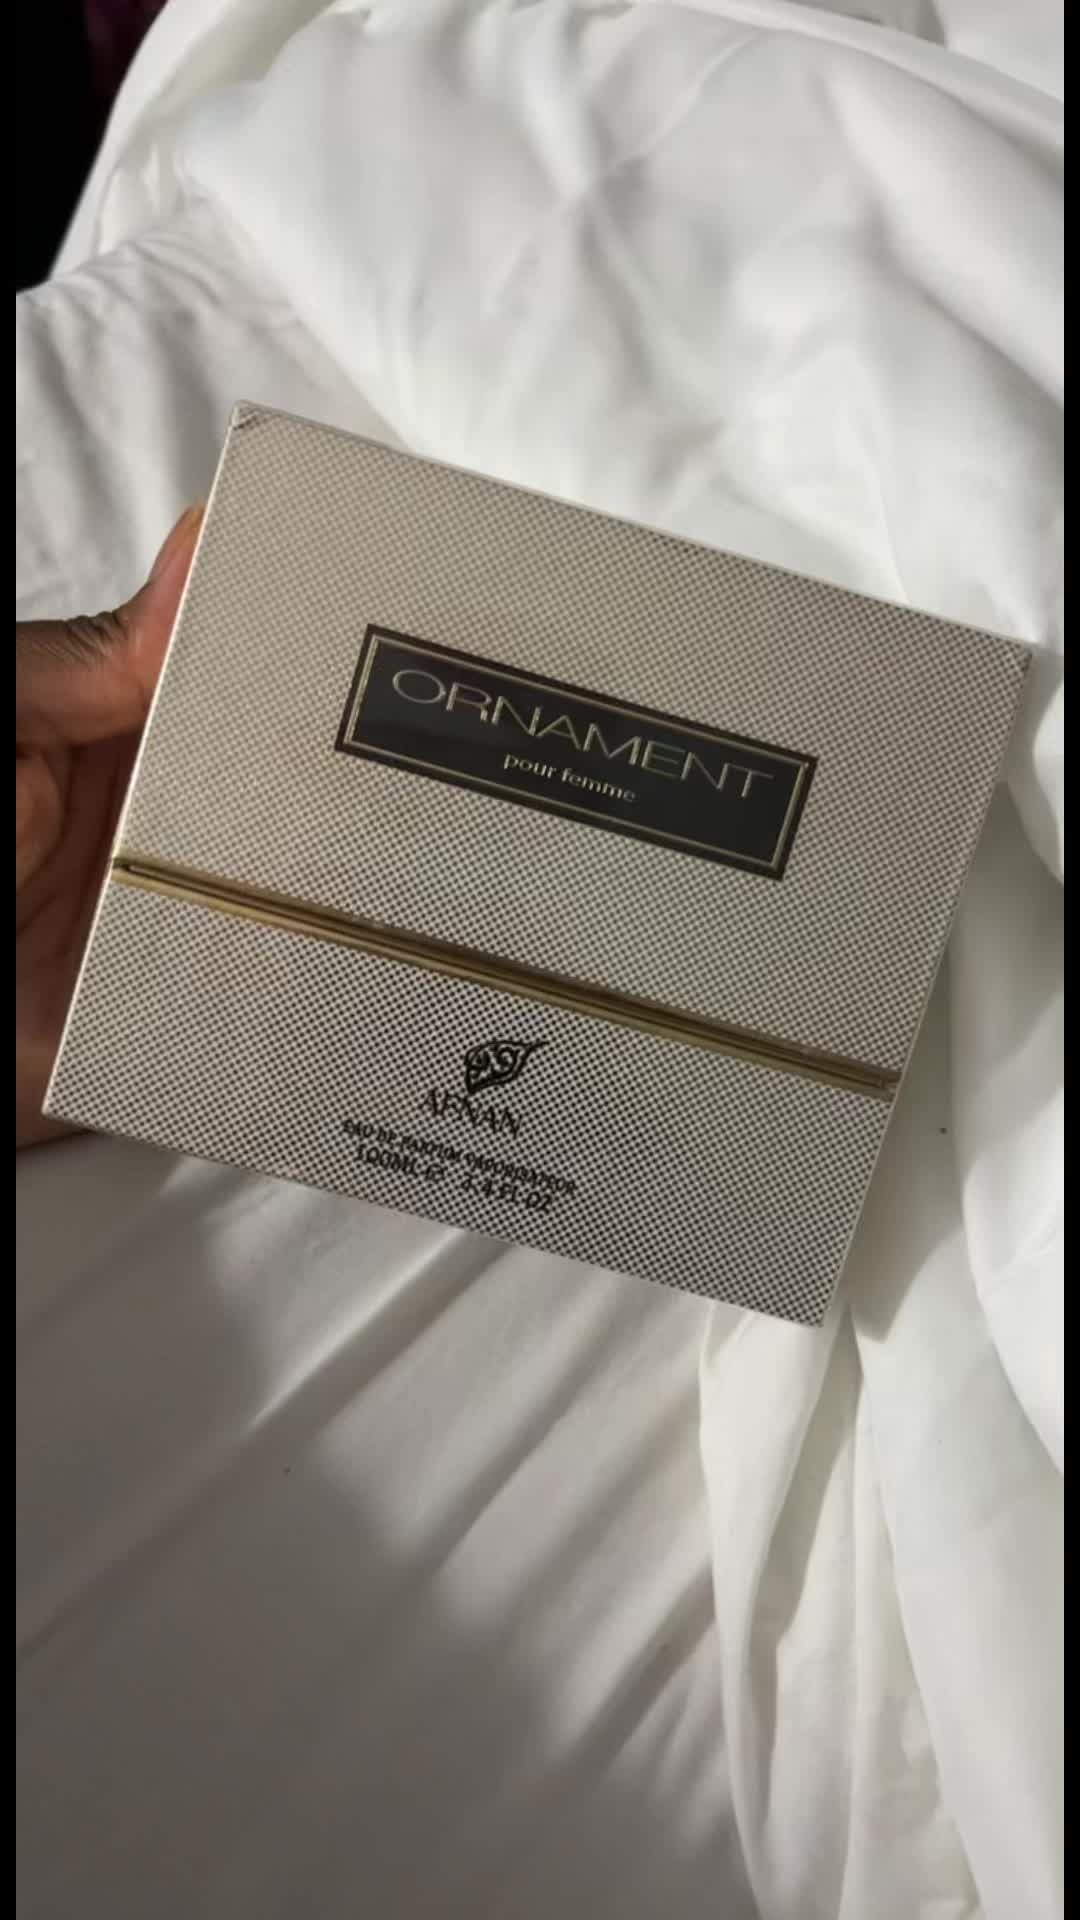 ORNAMENT
pour femme
AFNAN
EAU DE PARFUM VAPORISATEUR
100ML ℮ 3.4 FL OZ